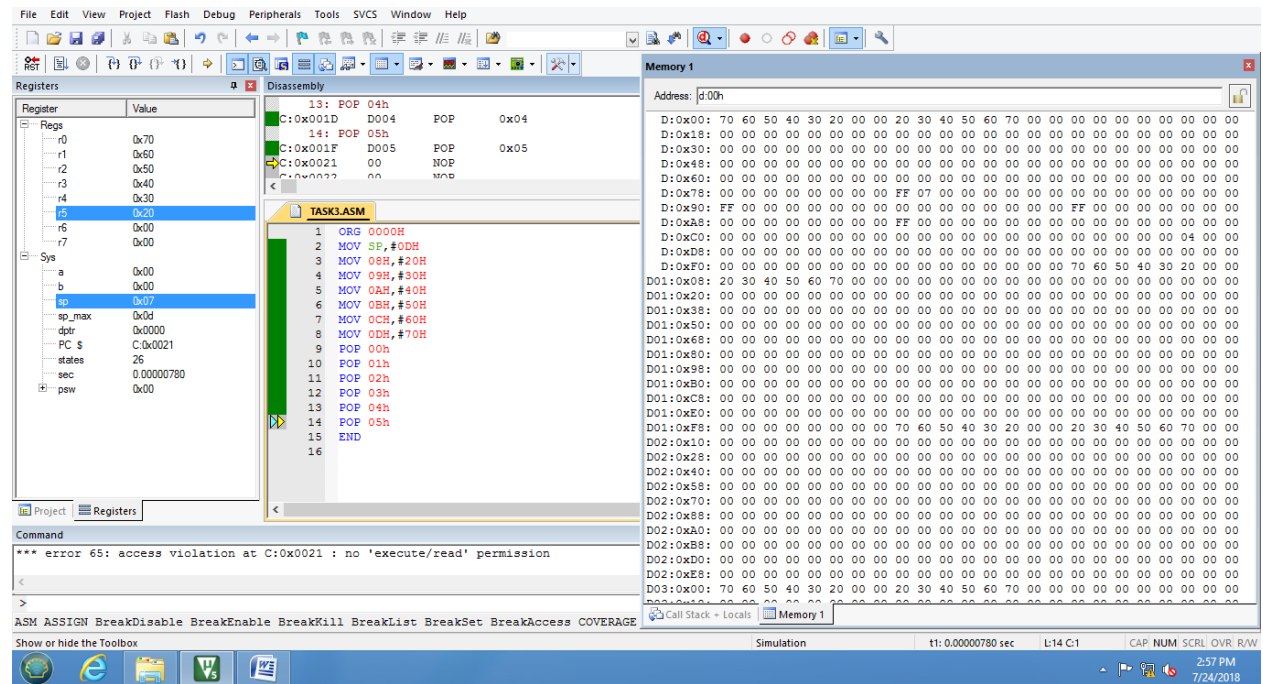 File Edit View Project Flash Debug Peripherals Tools SVCS Window Help
RST
Registers
Register Value
Regs
r0 0x70
r1 0x60
r2 0x50
r3 0x40
r4 0x30
r5 0x20
r6 0x00
r7 0x00
Sys
a 0x00
b 0x00
sp 0x07
sp_max 0x0d
dptr 0x0000
PC $ C:0x0021
states 26
sec 0.00000780
psw 0x00
Project Registers
Disassembly
13: POP 04h
C:0x001D D004 POP 0x04
14: POP 05h
C:0x001F D005 POP 0x05
C:0x0021 00 NOP
C:0x0022 00 NOP
TASK3.ASM
1 ORG 0000H
2 MOV SP,#0DH
3 MOV 08H,#20H
4 MOV 09H,#30H
5 MOV 0AH,#40H
6 MOV 0BH,#50H
7 MOV 0CH,#60H
8 MOV 0DH,#70H
9 POP 00h
10 POP 01h
11 POP 02h
12 POP 03h
13 POP 04h
14 POP 05h
15 END
16
Memory 1
Address: d:00h
D:0x00: 70 60 50 40 30 20 00 00 20 30 40 50 60 70 00 00 00 00 00 00 00 00 00 00
D:0x18: 00 00 00 00 00 00 00 00 00 00 00 00 00 00 00 00 00 00 00 00 00 00 00 00
D:0x30: 00 00 00 00 00 00 00 00 00 00 00 00 00 00 00 00 00 00 00 00 00 00 00 00
D:0x48: 00 00 00 00 00 00 00 00 00 00 00 00 00 00 00 00 00 00 00 00 00 00 00 00
D:0x60: 00 00 00 00 00 00 00 00 00 00 00 00 00 00 00 00 00 00 00 00 00 00 00 00
D:0x78: 00 00 00 00 00 00 00 00 FF 07 00 00 00 00 00 00 00 00 00 00 00 00 00 00
D:0x90: FF 00 00 00 00 00 00 00 00 00 00 00 00 00 00 00 FF 00 00 00 00 00 00 00
D:0xA8: 00 00 00 00 00 00 00 00 FF 00 00 00 00 00 00 00 00 00 00 00 00 00 00 00
D:0xC0: 00 00 00 00 00 00 00 00 00 00 00 00 00 00 00 00 00 00 00 00 00 04 00 00
D:0xD8: 00 00 00 00 00 00 00 00 00 00 00 00 00 00 00 00 00 00 00 00 00 00 00 00
D:0xF0: 00 00 00 00 00 00 00 00 00 00 00 00 00 00 00 00 70 60 50 40 30 20 00 00
D01:0x08: 20 30 40 50 60 70 00 00 00 00 00 00 00 00 00 00 00 00 00 00 00 00 00 00
D01:0x20: 00 00 00 00 00 00 00 00 00 00 00 00 00 00 00 00 00 00 00 00 00 00 00 00
D01:0x38: 00 00 00 00 00 00 00 00 00 00 00 00 00 00 00 00 00 00 00 00 00 00 00 00
D01:0x50: 00 00 00 00 00 00 00 00 00 00 00 00 00 00 00 00 00 00 00 00 00 00 00 00
D01:0x68: 00 00 00 00 00 00 00 00 00 00 00 00 00 00 00 00 00 00 00 00 00 00 00 00
D01:0x80: 00 00 00 00 00 00 00 00 00 00 00 00 00 00 00 00 00 00 00 00 00 00 00 00
D01:0x98: 00 00 00 00 00 00 00 00 00 00 00 00 00 00 00 00 00 00 00 00 00 00 00 00
D01:0xB0: 00 00 00 00 00 00 00 00 00 00 00 00 00 00 00 00 00 00 00 00 00 00 00 00
D01:0xC8: 00 00 00 00 00 00 00 00 00 00 00 00 00 00 00 00 00 00 00 00 00 00 00 00
D01:0xE0: 00 00 00 00 00 00 00 00 00 00 00 00 00 00 00 00 00 00 00 00 00 00 00 00
D01:0xF8: 00 00 00 00 00 00 00 00 70 60 50 40 30 20 00 00 20 30 40 50 60 70 00 00
D02:0x10: 00 00 00 00 00 00 00 00 00 00 00 00 00 00 00 00 00 00 00 00 00 00 00 00
D02:0x28: 00 00 00 00 00 00 00 00 00 00 00 00 00 00 00 00 00 00 00 00 00 00 00 00
D02:0x40: 00 00 00 00 00 00 00 00 00 00 00 00 00 00 00 00 00 00 00 00 00 00 00 00
D02:0x58: 00 00 00 00 00 00 00 00 00 00 00 00 00 00 00 00 00 00 00 00 00 00 00 00
D02:0x70: 00 00 00 00 00 00 00 00 00 00 00 00 00 00 00 00 00 00 00 00 00 00 00 00
D02:0x88: 00 00 00 00 00 00 00 00 00 00 00 00 00 00 00 00 00 00 00 00 00 00 00 00
D02:0xA0: 00 00 00 00 00 00 00 00 00 00 00 00 00 00 00 00 00 00 00 00 00 00 00 00
D02:0xB8: 00 00 00 00 00 00 00 00 00 00 00 00 00 00 00 00 00 00 00 00 00 00 00 00
D02:0xD0: 00 00 00 00 00 00 00 00 00 00 00 00 00 00 00 00 00 00 00 00 00 00 00 00
D02:0xE8: 00 00 00 00 00 00 00 00 00 00 00 00 00 00 00 00 00 00 00 00 00 00 00 00
D03:0x00: 70 60 50 40 30 20 00 00 20 30 40 50 60 70 00 00 00 00 00 00 00 00 00 00
Call Stack + Locals Memory 1
Command
*** error 65: access violation at C:0x0021 : no 'execute/read' permission
>
ASM ASSIGN BreakDisable BreakEnable BreakKill BreakList BreakSet BreakAccess COVERAGE
Show or hide the Toolbox Simulation t1: 0.00000780 sec L:14 C:1 CAP NUM SCRL OVR R/W
2:57 PM
7/24/2018